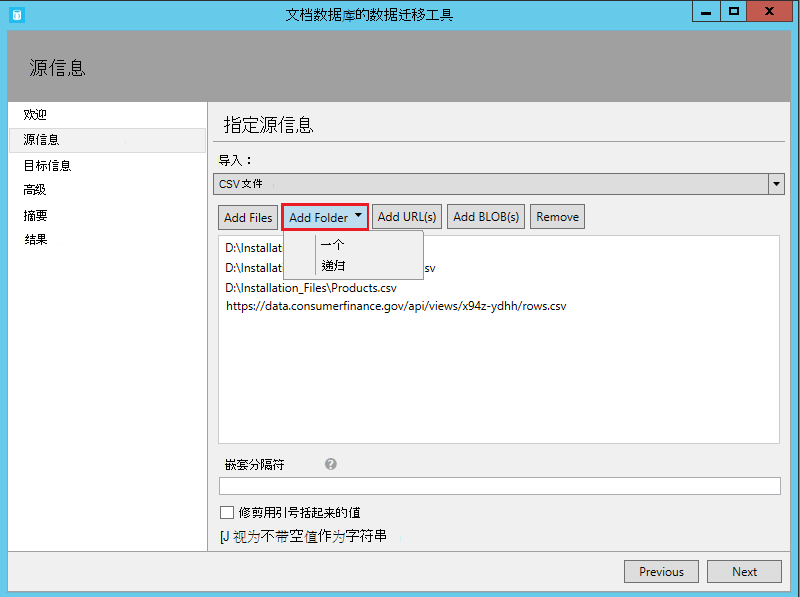 文档数据库的数据迁移工具
源信息
欢迎
源信息
目标信息
高级
摘要
结果
指定源信息
导入：
CSV 文件
Add Files Add Folder Add URL(s) Add BLOB(s) Remove
一个
递归
D:\Installat
D:\Installat sv
D:\Installation_Files\Products.csv
https://data.consumerfinance.gov/api/views/x94z-ydhh/rows.csv
嵌套分隔符 ?
修剪用引号括起来的值
[J 视为不带空值作为字符串
Previous Next